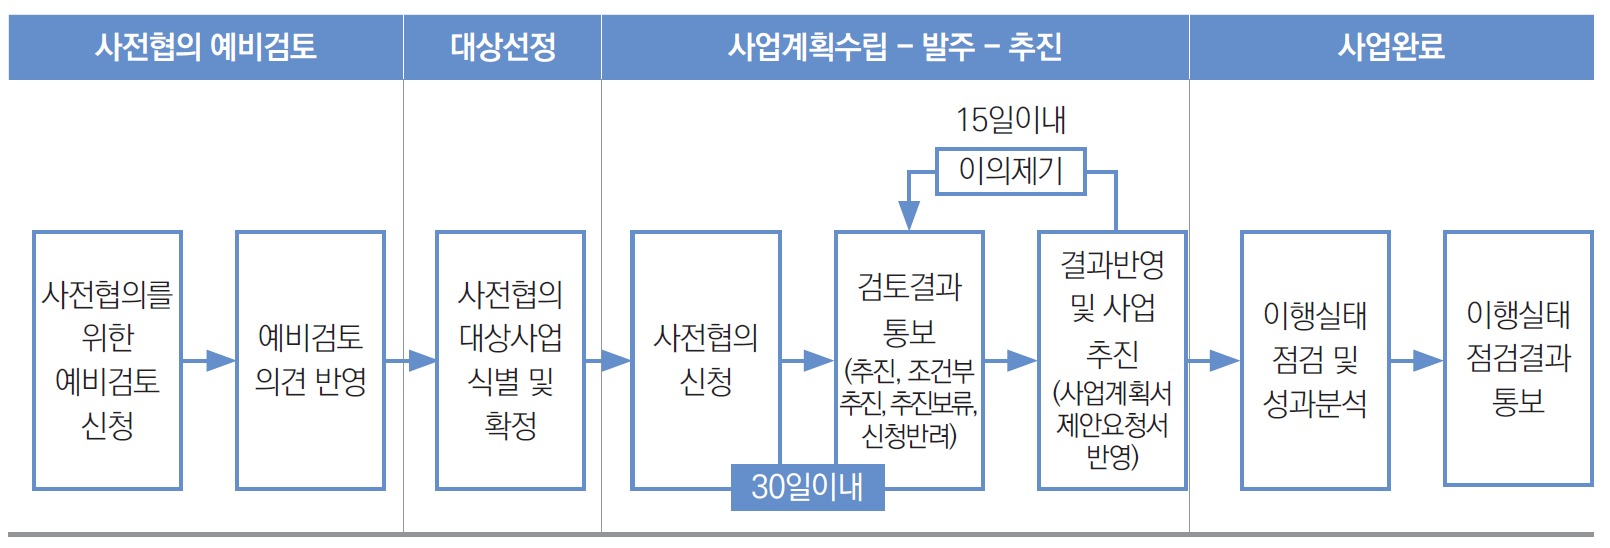 사전협의 예비검토
대상선정
사업계획수립 – 발주 – 추진
사업완료
사전협의를
위한
예비검토
신청
예비검토
의견 반영
사전협의
대상사업
식별 및
확정
사전협의
신청
30일이내
검토결과
통보
(추진, 조건부
추진, 추진보류,
신청반려)
15일이내
이의제기
결과반영
및 사업
추진
(사업계획서
제안요청서
반영)
이행실태
점검 및
성과분석
이행실태
점검결과
통보